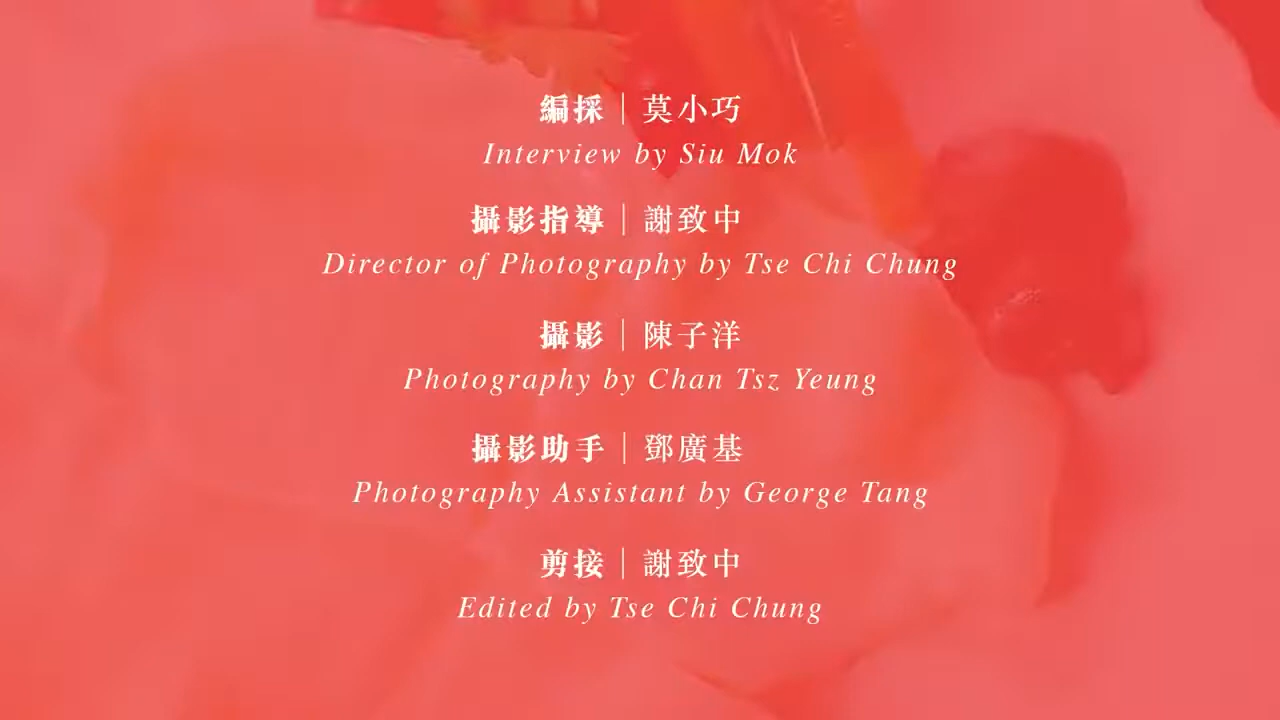 編採｜莫小巧
Interview by Siu Mok
攝影指導｜謝致中
Director of Photography by Tse Chi Chung
攝影｜陳子洋
Photography by Chan Tsz Yeung
攝影助手｜鄧廣基
Photography Assistant by George Tang
剪接｜謝致中
Edited by Tse Chi Chung